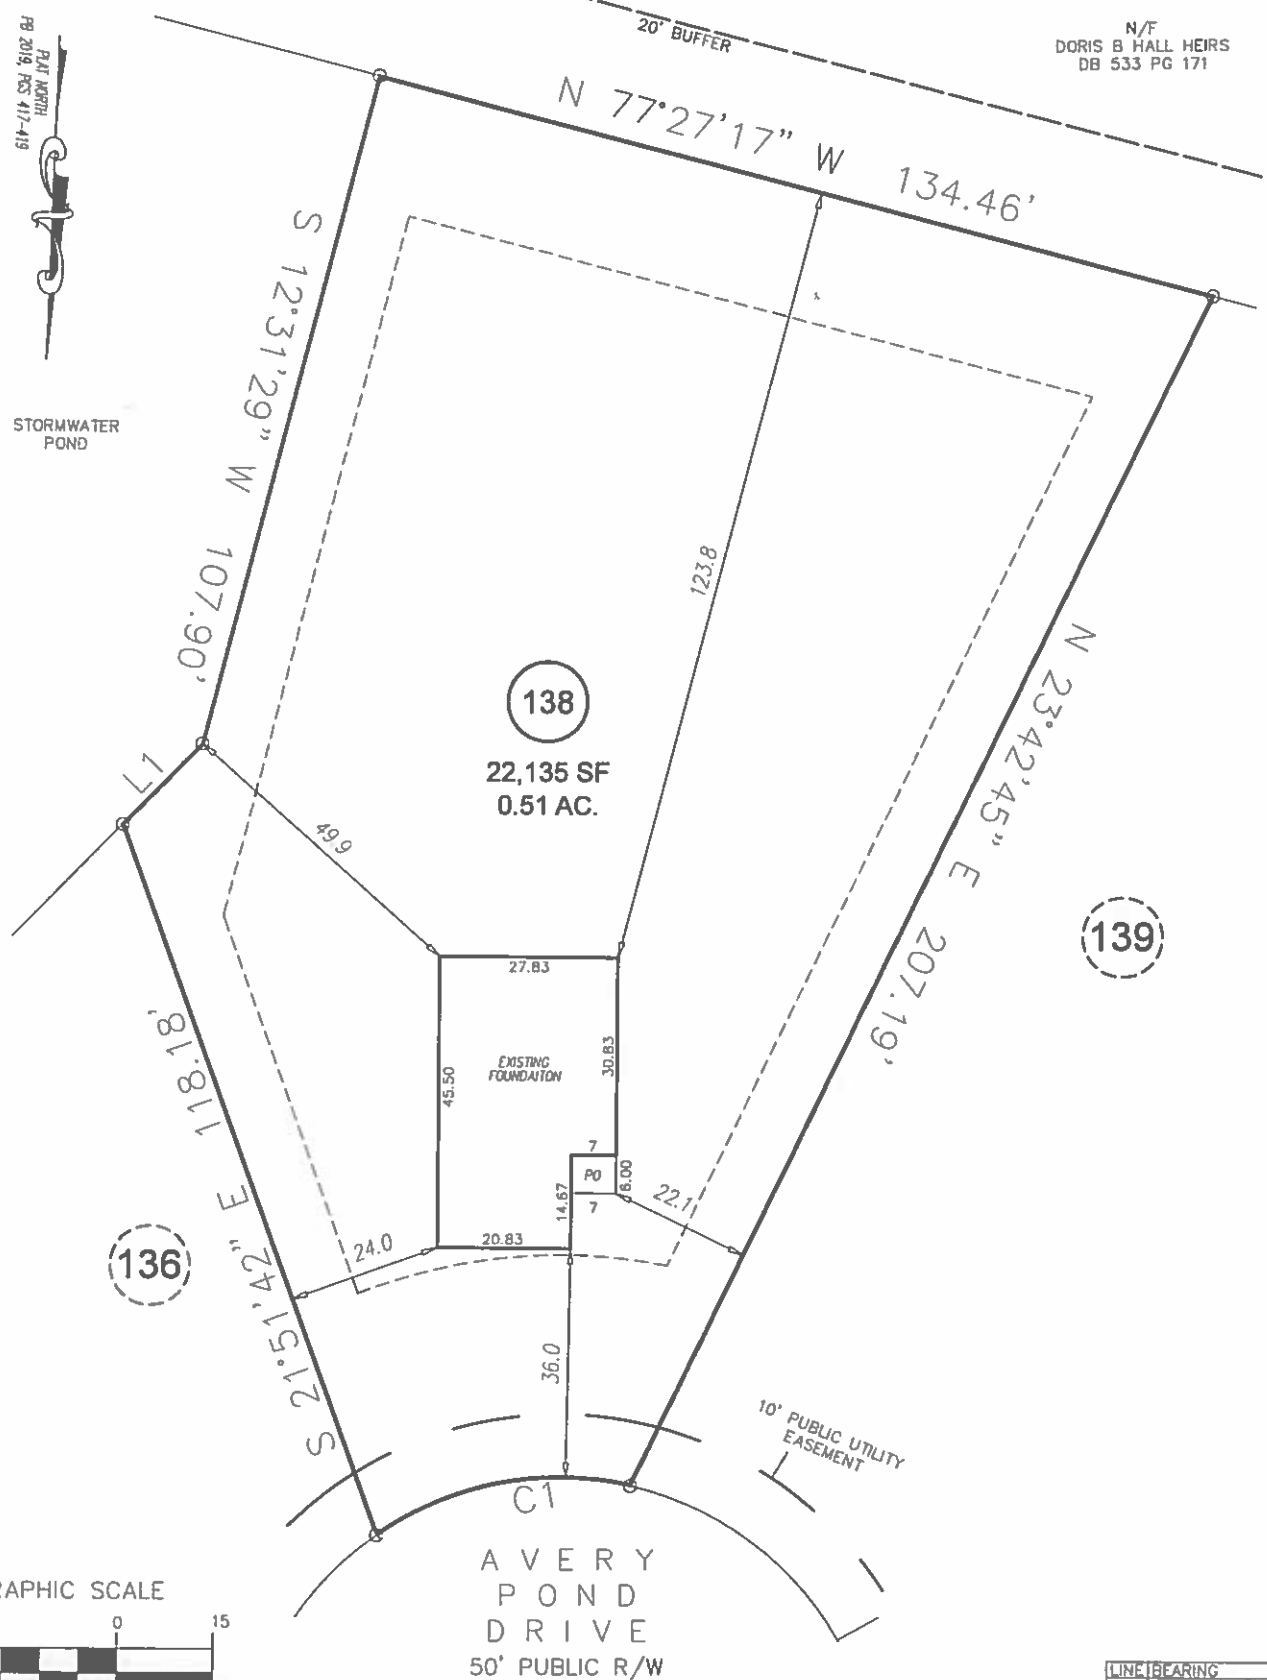 20' BUFFER
N/F
DORIS B HALL HEIRS
DB 533 PG 171
PLAT NORTH
PB 2019, PGS 417-419
N 77°27'17" W 134.46'
S 12°31'29" W 107.90'
STORMWATER
POND
123.8
N 23°42'45" E 207.19'
138
22,135 SF
0.51 AC.
L1
49.9
139
27.83
EXISTING
FOUNDAITON
45.50
30.83
7
PO
6.00
14.67
7
22.1
20.83
24.0
S 21°51'42" E 118.18'
136
36.0
10' PUBLIC UTILITY
EASEMENT
C1
AVERY
POND
DRIVE
50' PUBLIC R/W
RAPHIC SCALE
0 15
LINE BEARING